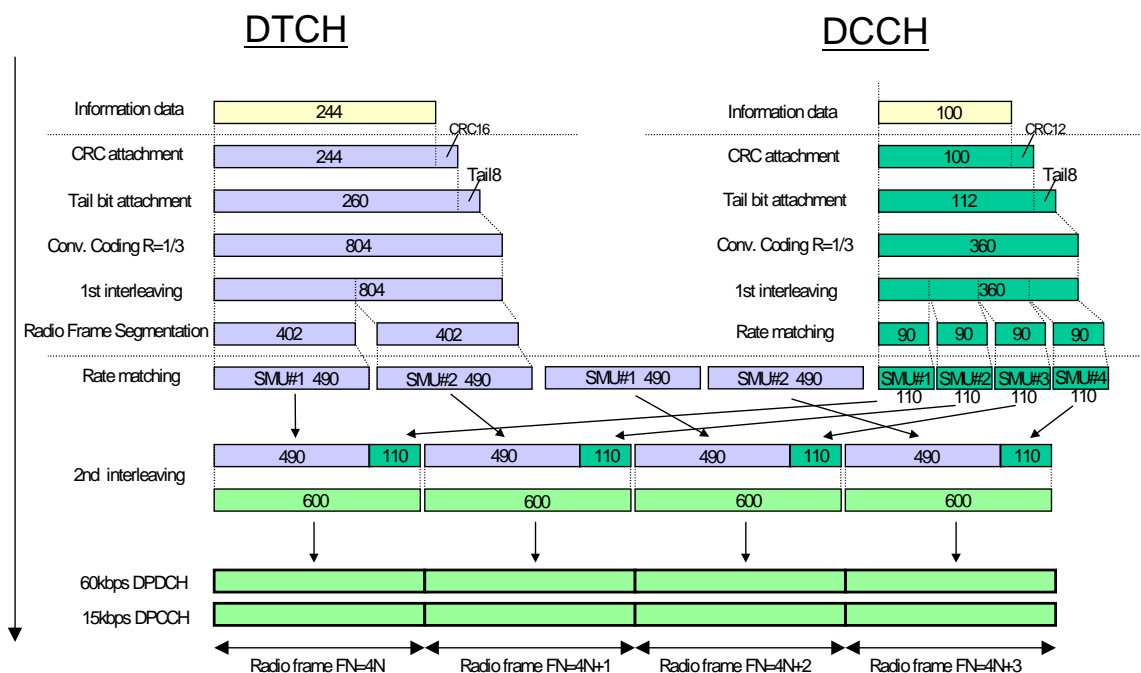 DTCH DCCH
Information data 244 Information data 100
CRC16 CRC12
CRC attachment 244 CRC attachment 100
Tail8 Tail8
Tail bit attachment 260 Tail bit attachment 112
Conv. Coding R=1/3 804 Conv. Coding R=1/3 360
1st interleaving 804 1st interleaving 360
Radio Frame Segmentation 402 402 Rate matching 90 90 90 90
Rate matching SMU#1 490 SMU#2 490 SMU#1 490 SMU#2 490 SMU#1 SMU#2 SMU#3 SMU#4
110 110 110 110
490 110 490 110 490 110 490 110
2nd interleaving
600 600 600 600
60kbps DPDCH
15kbps DPCCH
Radio frame FN=4N Radio frame FN=4N+1 Radio frame FN=4N+2 Radio frame FN=4N+3